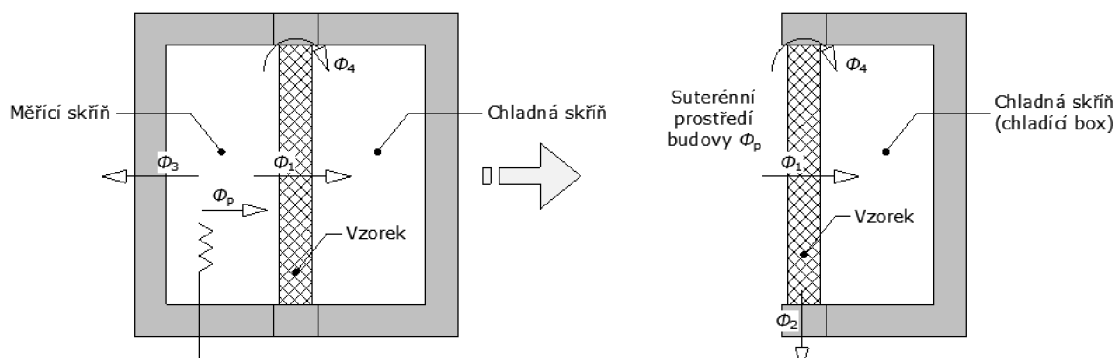 Φ4
Měřící skříň
Chladná skříň
Φ3
Φ1
Φp
Vzorek
Φ4
Suterénní
prostředí
budovy Φp
Chladná skříň
(chladící box)
Φ1
Vzorek
Φ2